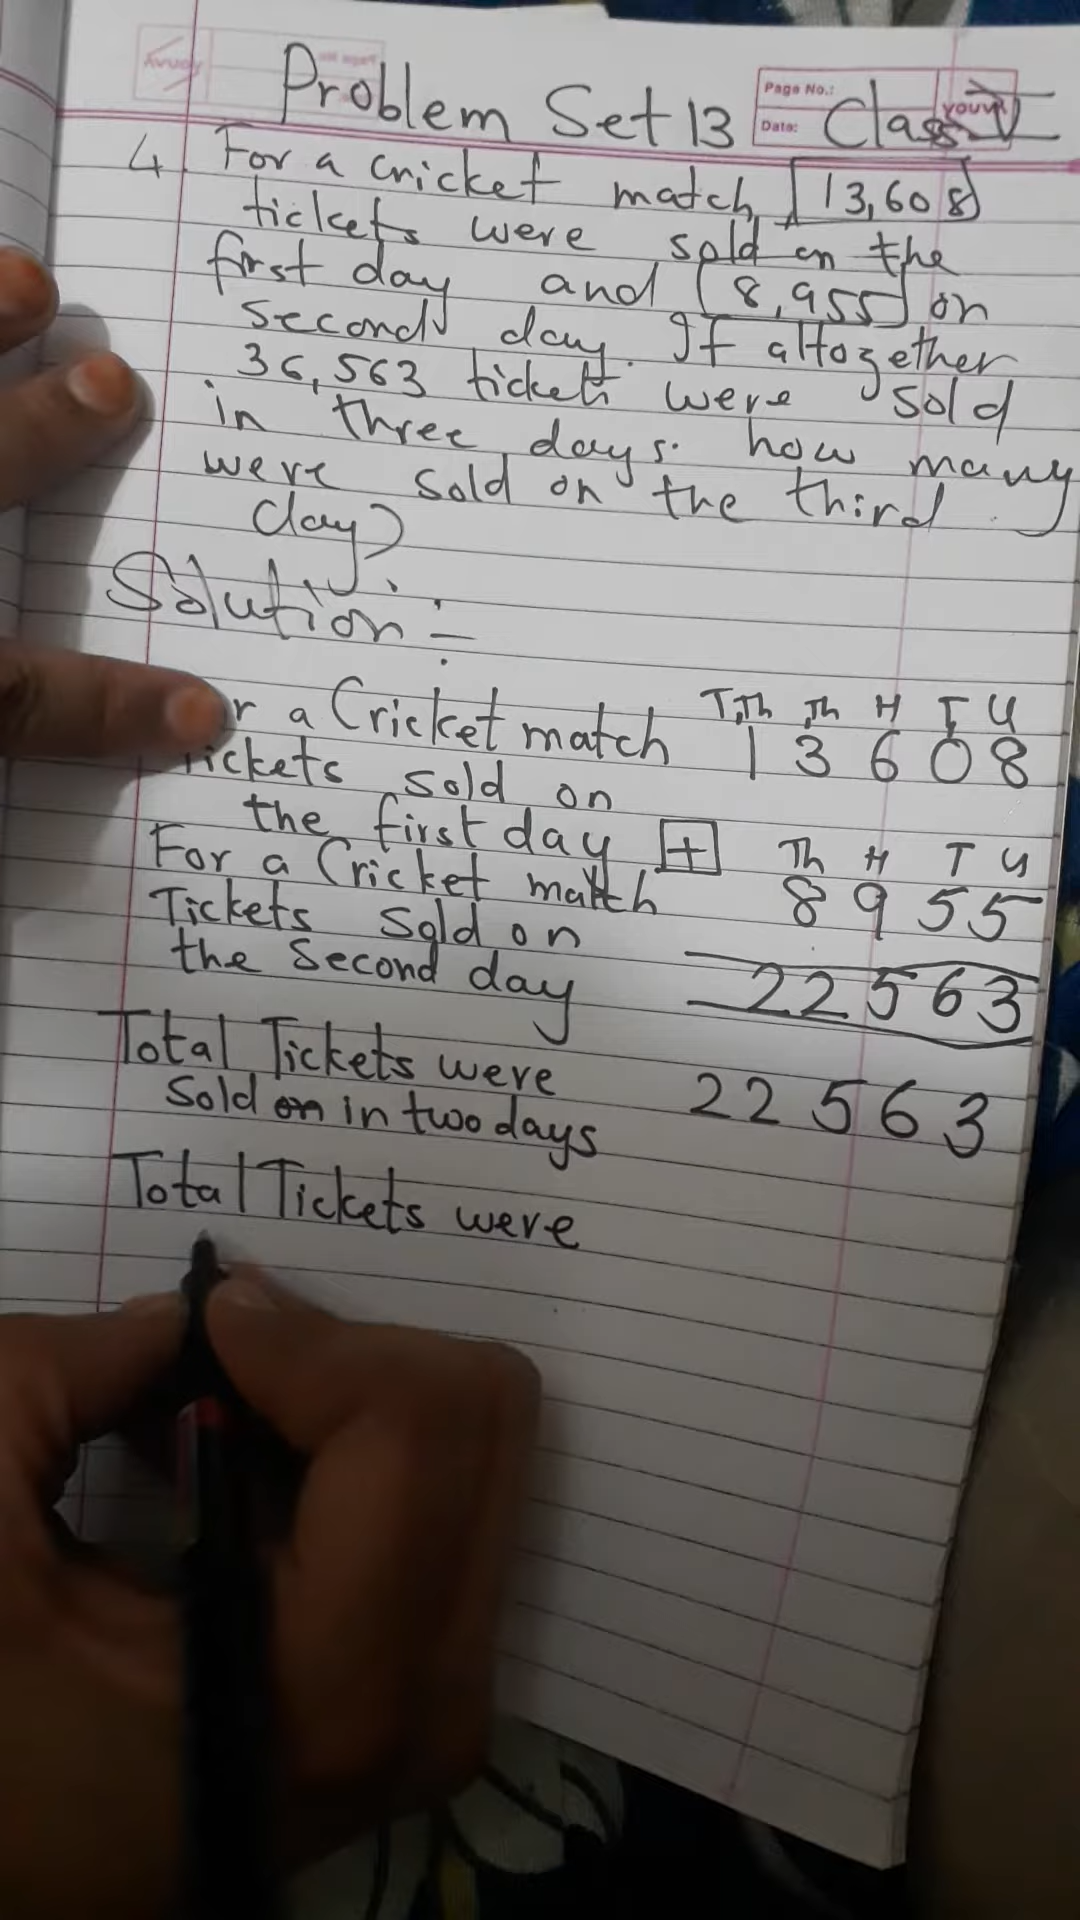 Problem Set 13 Class V
Page No.:
Date:
youva
4 For a cricket match 13,608
tickets were sold on the
first day and 8,955 on
second day. If altogether
36,563 tickets were sold
in three days. how many
were sold on the third
day?
Solution :-
r a Cricket match
Tickets sold on
the first day
T.Th Th H T U
1 3 6 0 8
+
For a Cricket match
Tickets Sold on
the Second day
Th H T U
8 9 5 5
2 2 5 6 3
Total Tickets were
Sold in two days
2 2 5 6 3
Total Tickets were